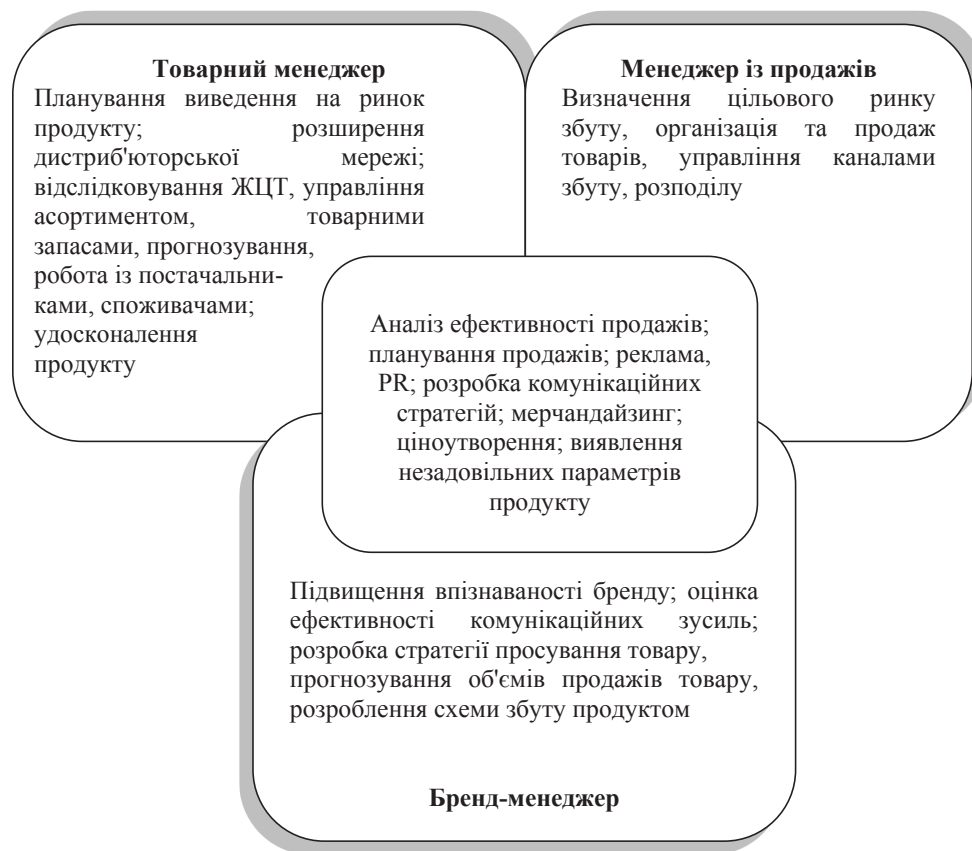 Товарний менеджер
Планування виведення на ринок
продукту; розширення
дистриб'юторської мережі;
відслідковування ЖЦТ, управління
асортиментом, товарними
запасами, прогнозування,
робота із постачальни-
ками, споживачами;
удосконалення
продукту
Менеджер із продажів
Визначення цільового ринку
збуту, організація та продаж
товарів, управління каналами
збуту, розподілу
Аналіз ефективності продажів;
планування продажів; реклама,
PR; розробка комунікаційних
стратегій; мерчандайзинг;
ціноутворення; виявлення
незадовільних параметрів
продукту
Підвищення впізнаваності бренду; оцінка
ефективності комунікаційних зусиль;
розробка стратегії просування товару,
прогнозування об'ємів продажів товару,
розроблення схеми збуту продуктом
Бренд-менеджер